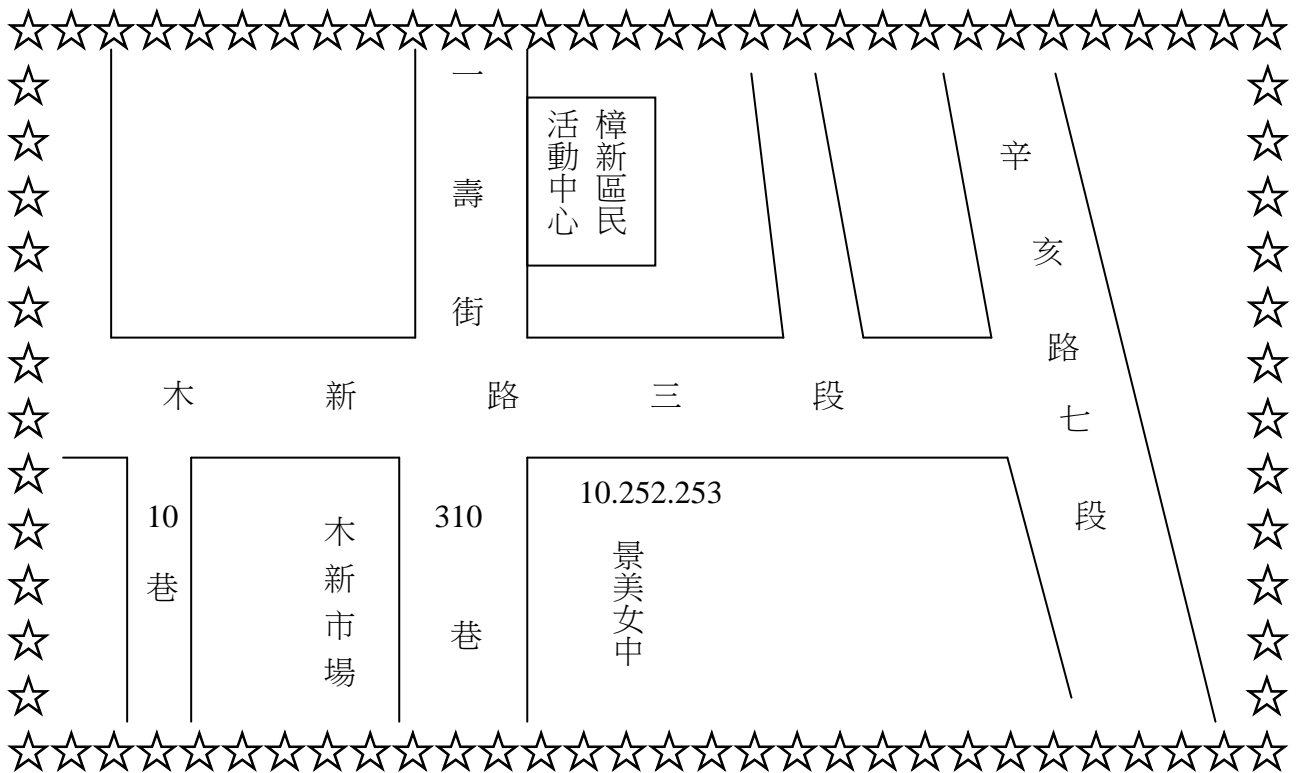 一壽街
樟新區民
活動中心
辛亥路七段
木新路三段
10巷
木新市場
310巷
10.252.253
景美女中